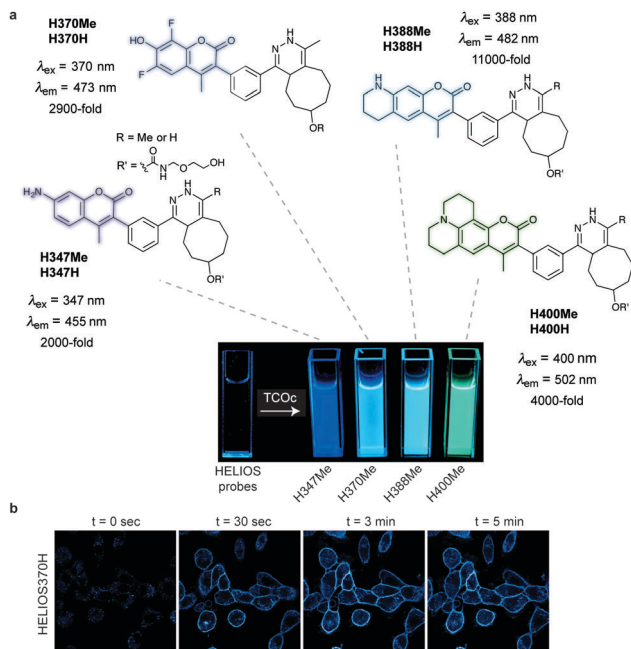 a
H370Me
H370H
λex = 370 nm
λem = 473 nm
2900-fold
HO
F
F
O
O
N
NH
Me
OR
H388Me
H388H
λex = 388 nm
λem = 482 nm
11000-fold
H
N
O
O
H
N
N
R
OR'
R = Me or H
R' =
O
N
H
O
OH
H2N
O
O
H
N
N
R
OR'
H347Me
H347H
λex = 347 nm
λem = 455 nm
2000-fold
N
O
O
H
N
N
R
OR'
H400Me
H400H
λex = 400 nm
λem = 502 nm
4000-fold
TCOc
HELIOS
probes
H347Me
H370Me
H388Me
H400Me
b
t = 0 sec
t = 30 sec
t = 3 min
t = 5 min
HELIOS370H